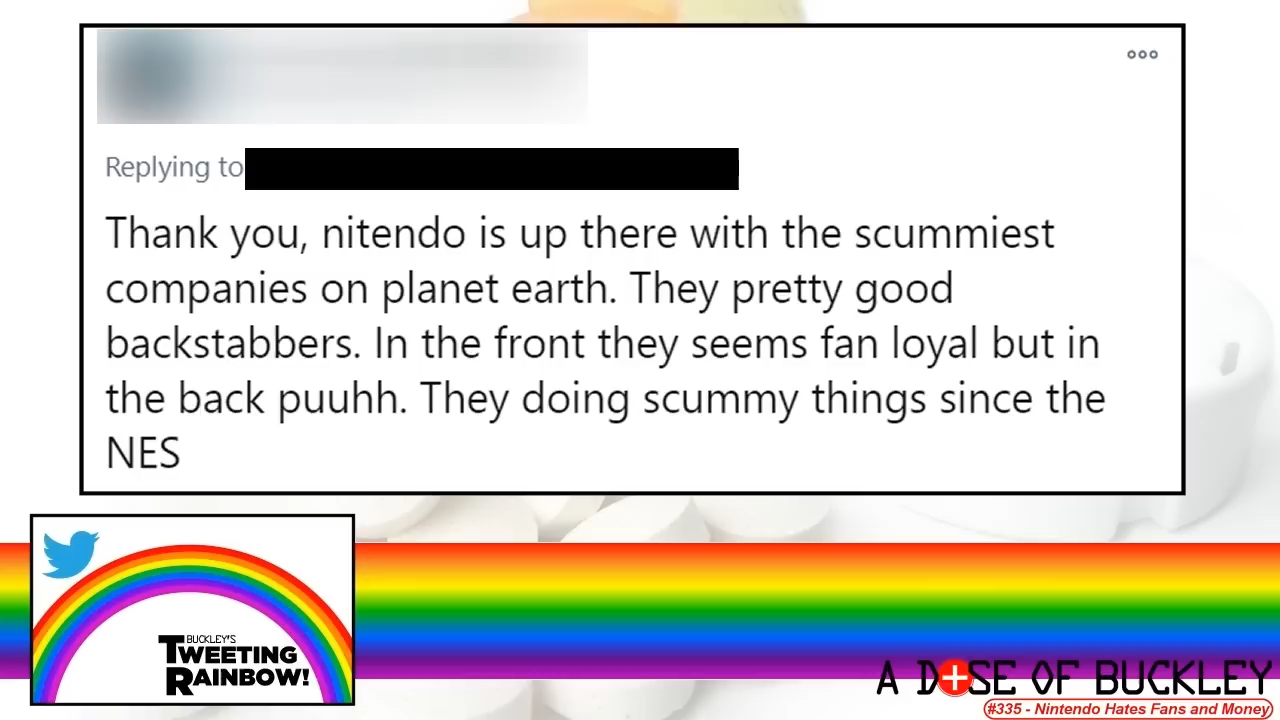 Replying to
Thank you, nitendo is up there with the scummiest
companies on planet earth. They pretty good
backstabbers. In the front they seems fan loyal but in
the back puuhh. They doing scummy things since the
NES
BUCKLEY'S
TWEETING
RAINBOW!
A DOSE OF BUCKLEY
#335 - Nintendo Hates Fans and Money